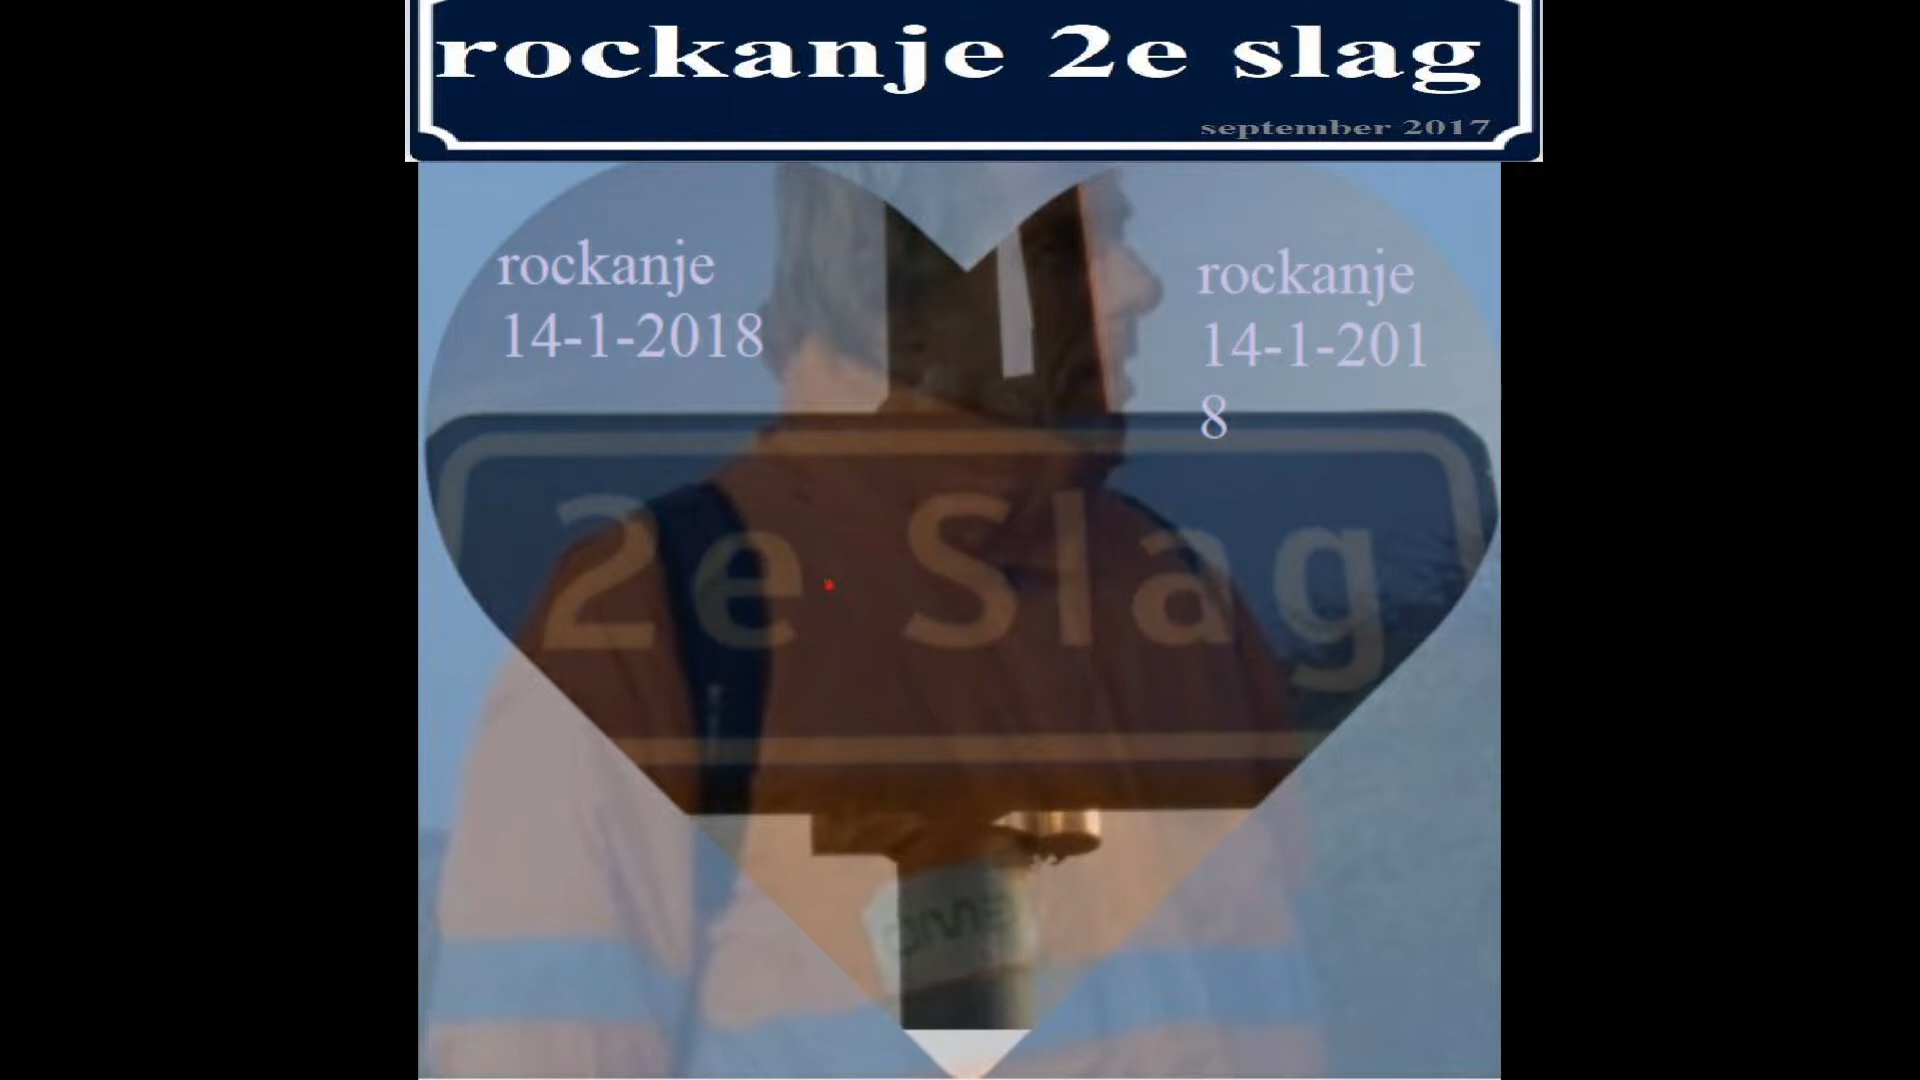 rockanje 2e slag
september 2017
rockanje
14-1-2018
rockanje
14-1-201
8
2e Slag